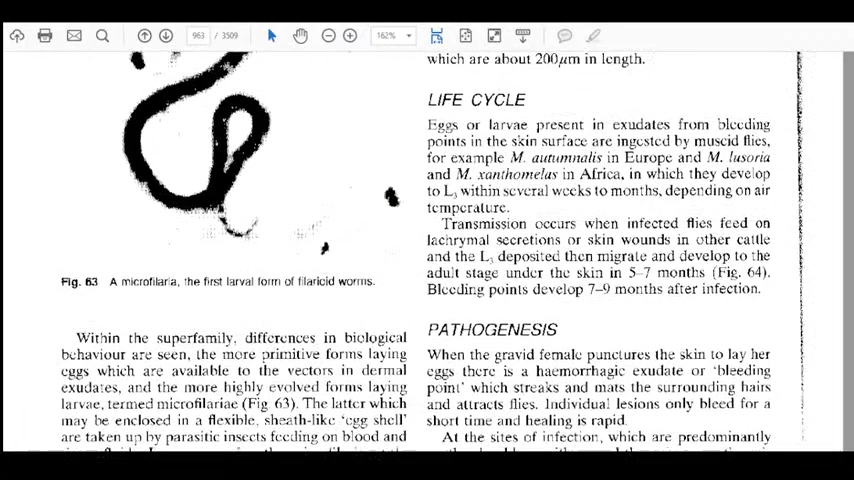 963 / 3509
162%
Fig. 63 A microfilaria, the first larval form of filarioid worms.
Within the superfamily, differences in biological
behaviour are seen, the more primitive forms laying
eggs which are available to the vectors in dermal
exudates, and the more highly evolved forms laying
larvae, termed microfilariae (Fig 63). The latter which
may be enclosed in a flexible, sheath-like 'egg shell'
are taken up by parasitic insects feeding on blood and
which are about 200μm in length.
LIFE CYCLE
Eggs or larvae present in exudates from bleeding
points in the skin surface are ingested by muscid flies,
for example M. autumnalis in Europe and M. lusoria
and M. xanthomelas in Africa, in which they develop
to L₃ within several weeks to months, depending on air
temperature.
Transmission occurs when infected flies feed on
lachrymal secretions or skin wounds in other cattle
and the L₃ deposited then migrate and develop to the
adult stage under the skin in 5–7 months (Fig. 64).
Bleeding points develop 7–9 months after infection.
PATHOGENESIS
When the gravid female punctures the skin to lay her
eggs there is a haemorrhagic exudate or 'bleeding
point' which streaks and mats the surrounding hairs
and attracts flies. Individual lesions only bleed for a
short time and healing is rapid.
At the sites of infection, which are predominantly